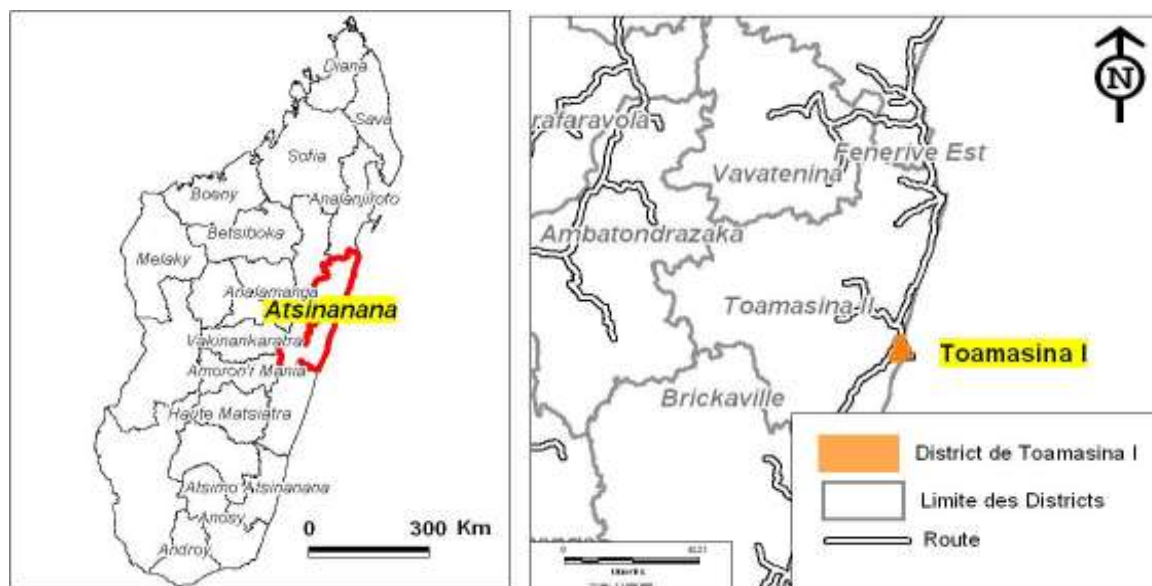 Diana
Sava
Sofia
Boeny
Analanjirofo
Betsiboka
Melaky
Analamanga
Atsinanana
Vakinankaratra
Amoron't Mania
Haute Matsiatra
Atsimo Atsinanana
Anosy
Androy
0 300 Km
N
rafaravola
Fenerive Est
Vavatenina
Ambatondrazaka
Toamasina II
Toamasina I
Brickaville
District de Toamasina I
Limite des Districts
Route
0